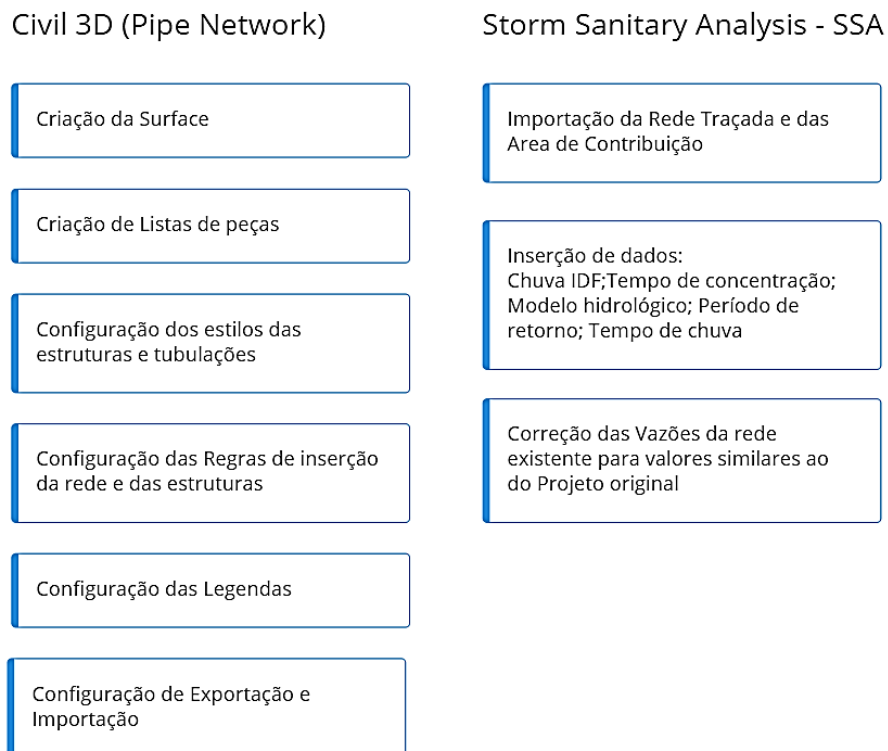 Civil 3D (Pipe Network)
Criação da Surface
Criação de Listas de peças
Configuração dos estilos das
estruturas e tubulações
Configuração das Regras de inserção
da rede e das estruturas
Configuração das Legendas
Configuração de Exportação e
Importação
Storm Sanitary Analysis - SSA
Importação da Rede Traçada e das
Area de Contribuição
Inserção de dados:
Chuva IDF;Tempo de concentração;
Modelo hidrológico; Período de
retorno; Tempo de chuva
Correção das Vazões da rede
existente para valores similares ao
do Projeto original